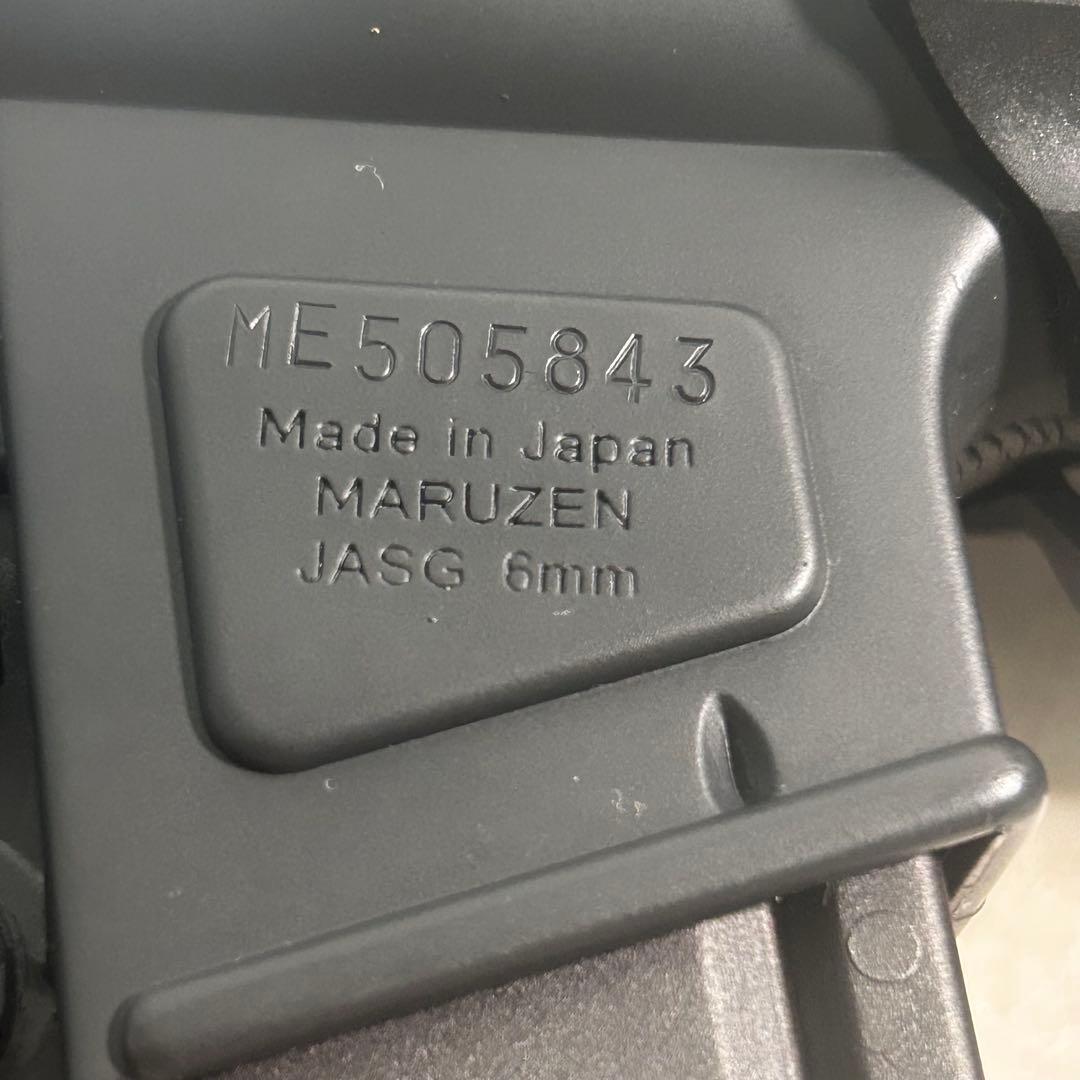 ME505843
Made in Japan
MARUZEN
JASG 6mm